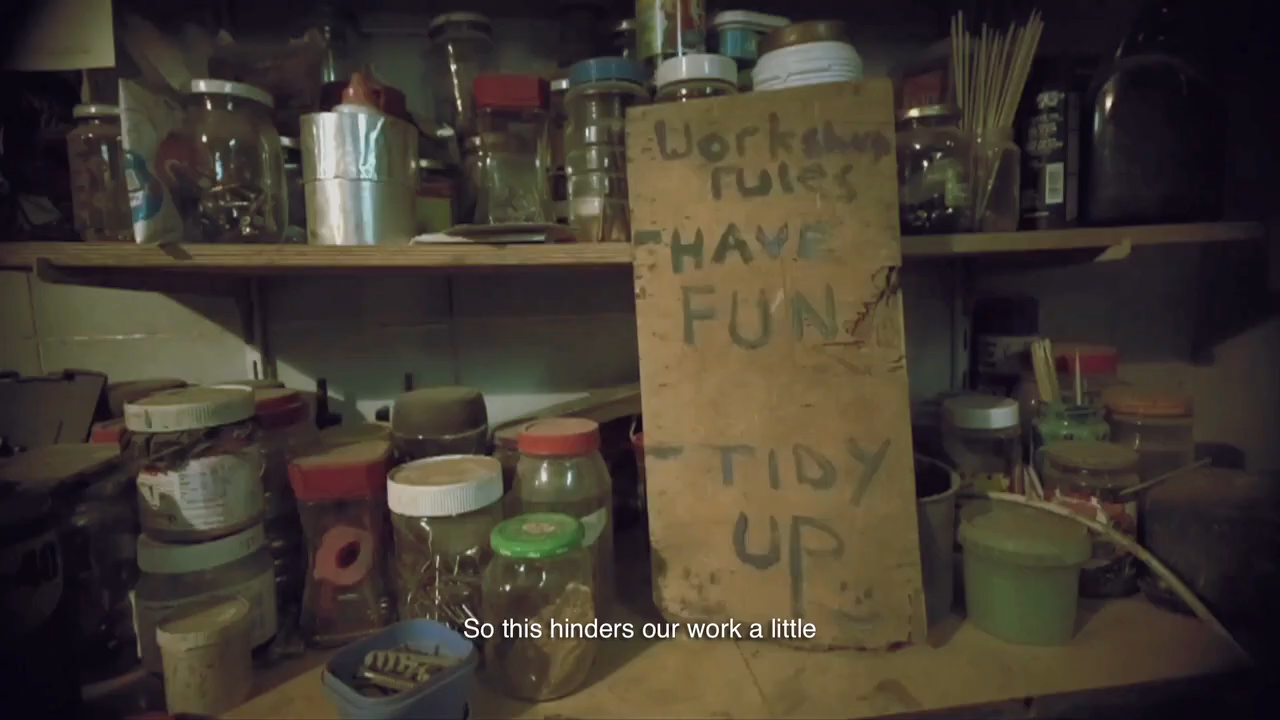 Workshop
rules
- HAVE
FUN
- TIDY
UP
So this hinders our work a little